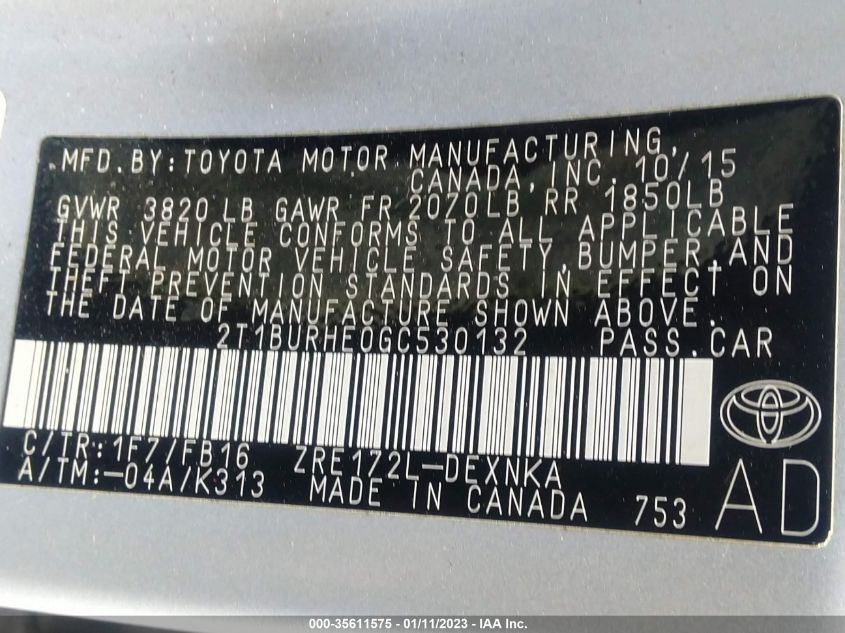 MFD.BY:TOYOTA MOTOR MANUFACTURING,
CANADA,INC. 10/15
GVWR 3820 LB GAWR FR 2070LB RR 1850LB
THIS VEHICLE CONFORMS TO ALL APPLICABLE
FEDERAL MOTOR VEHICLE SAFETY,BUMPER,AND
THEFT PREVENTION STANDARDS IN EFFECT ON
THE DATE OF MANUFACTURE SHOWN ABOVE.
2T1BURHE0GC530132 PASS.CAR
C/TR:1F7/FB16 ZRE172L-DEXNKA
A/TM:-04A/K313 MADE IN CANADA 753 AD
000-35611575 - 01/11/2023 - IAA Inc.